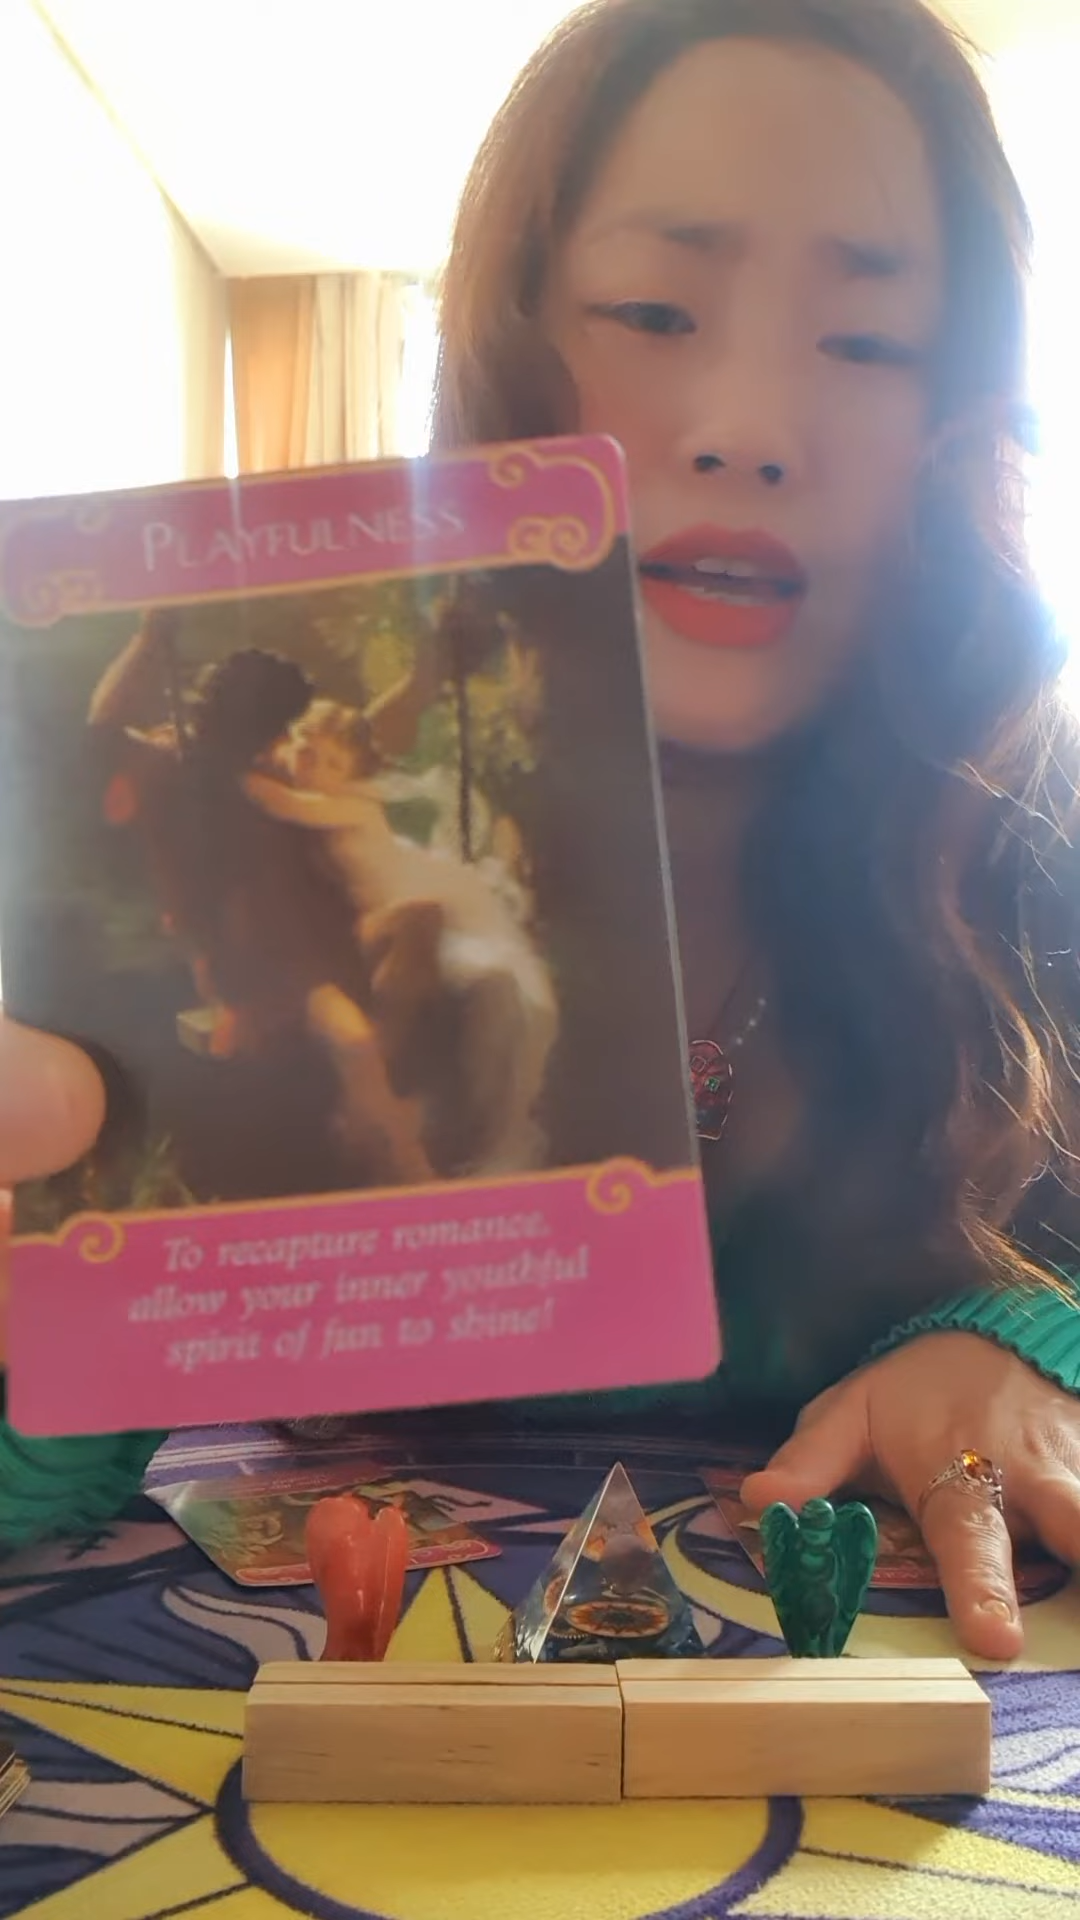 PLAYFULNESS
To recapture romance,
allow your inner youthful
spirit of fun to shine!